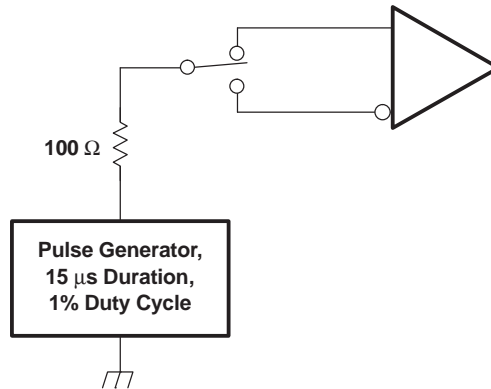 100 Ω
Pulse Generator,
15 μs Duration,
1% Duty Cycle